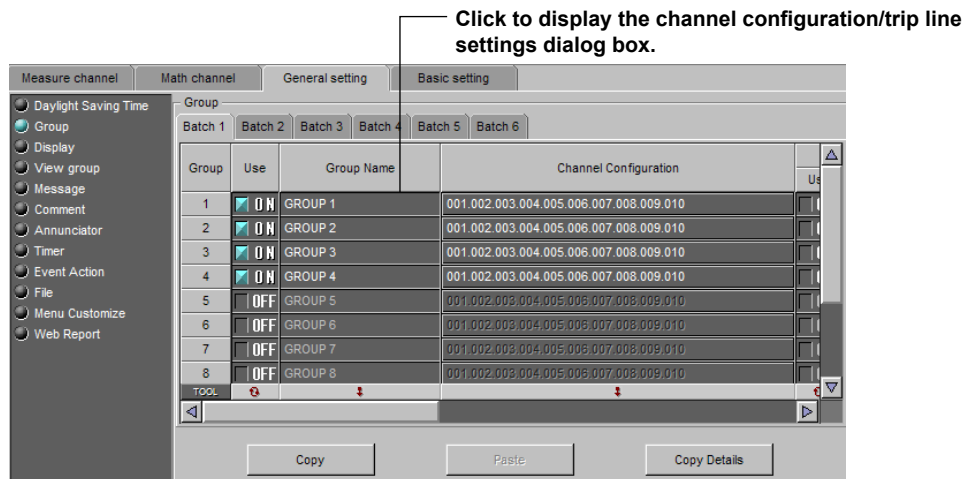 Click to display the channel configuration/trip line
settings dialog box.
Measure channel Math channel General setting Basic setting
Daylight Saving Time
Group
Display
View group
Message
Comment
Annunciator
Timer
Event Action
File
Menu Customize
Web Report
Group
Batch 1 Batch 2 Batch 3 Batch 4 Batch 5 Batch 6
Group Use Group Name Channel Configuration
1 ON GROUP 1 001.002.003.004.005.006.007.008.009.010
2 ON GROUP 2 001.002.003.004.005.006.007.008.009.010
3 ON GROUP 3 001.002.003.004.005.006.007.008.009.010
4 ON GROUP 4 001.002.003.004.005.006.007.008.009.010
5 OFF GROUP 5 001.002.003.004.005.006.007.008.009.010
6 OFF GROUP 6 001.002.003.004.005.006.007.008.009.010
7 OFF GROUP 7 001.002.003.004.005.006.007.008.009.010
8 OFF GROUP 8 001.002.003.004.005.006.007.008.009.010
TOOL
Copy Paste Copy Details